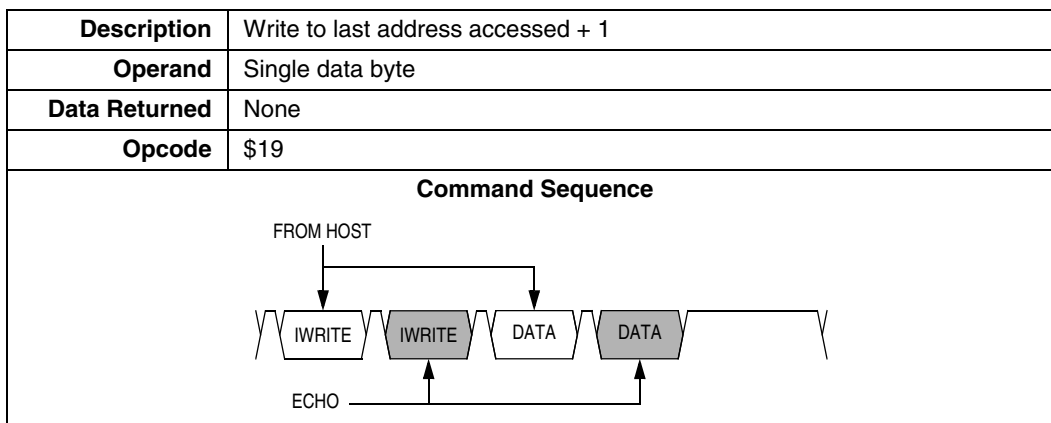 Description Write to last address accessed + 1
Operand Single data byte
Data Returned None
Opcode $19
Command Sequence
FROM HOST
IWRITE IWRITE DATA DATA
ECHO